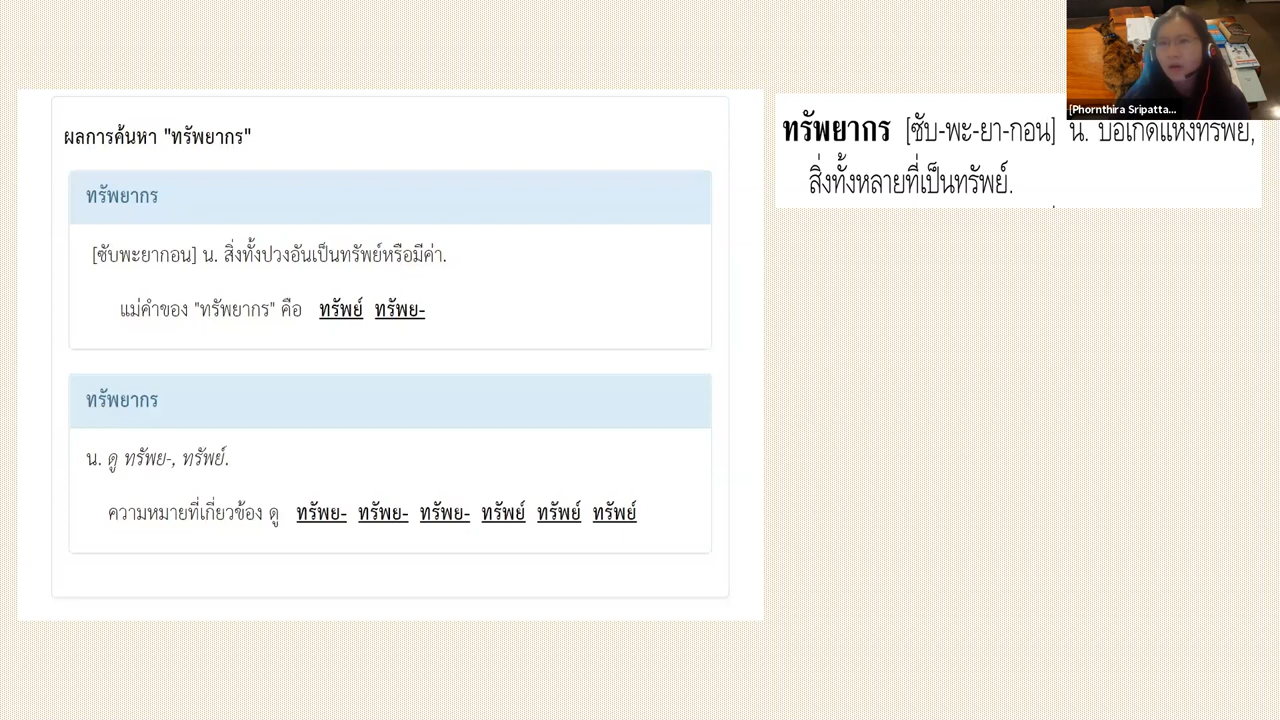 ผลการค้นหา "ทรัพยากร"
ทรัพยากร
[ซับพะยากอน] น. สิ่งทั้งปวงอันเป็นทรัพย์หรือมีค่า.
แม่คำของ "ทรัพยากร" คือ ทรัพย์ ทรัพย-
ทรัพยากร
น. ดู ทรัพย-, ทรัพย์.
ความหมายที่เกี่ยวข้อง ดู ทรัพย- ทรัพย- ทรัพย- ทรัพย์ ทรัพย์ ทรัพย์
ทรัพยากร [ซับ-พะ-ยา-กอน] น. บ่อเกิดแห่งทรัพย์,
สิ่งทั้งหลายที่เป็นทรัพย์.
[Phornthira Sripatta...